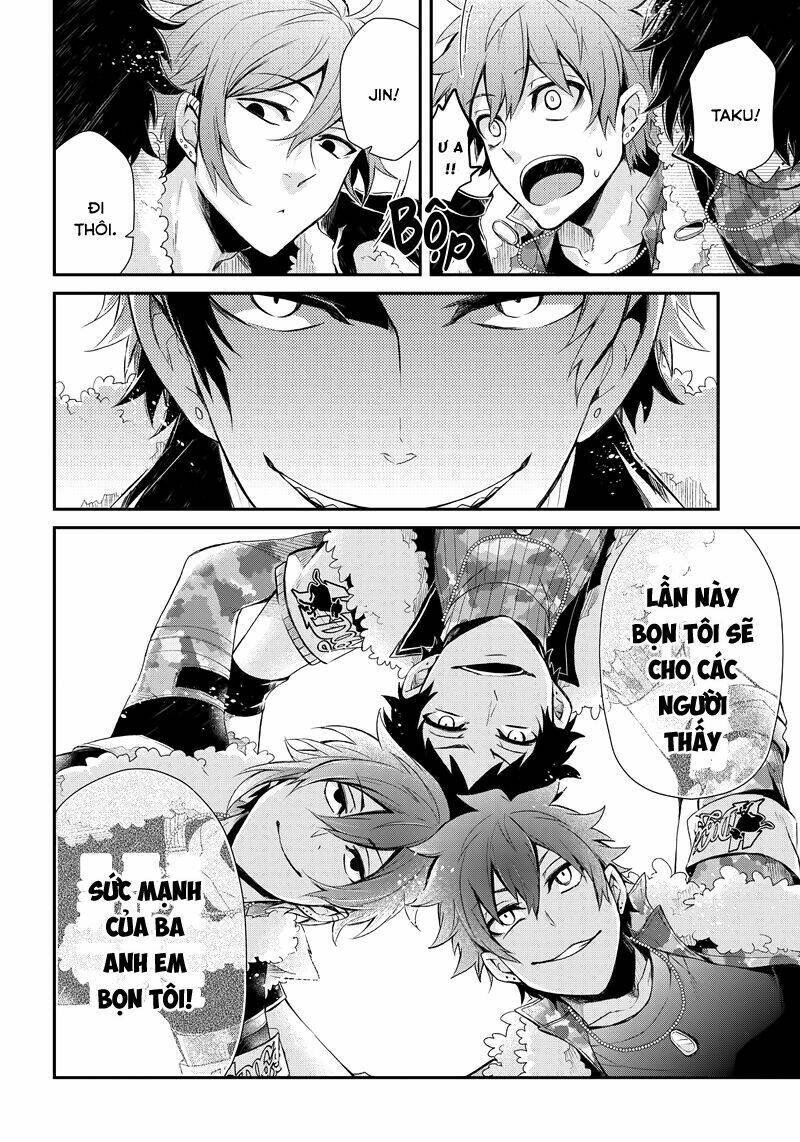 TAKU!
Ư A
!!
BỘP
JIN!
ĐI
THÔI.
LẦN NÀY
BỌN TÔI SẼ
CHO CÁC
NGƯỜI
THẤY
SỨC MẠNH
CỦA BA
ANH EM
BỌN TÔI!